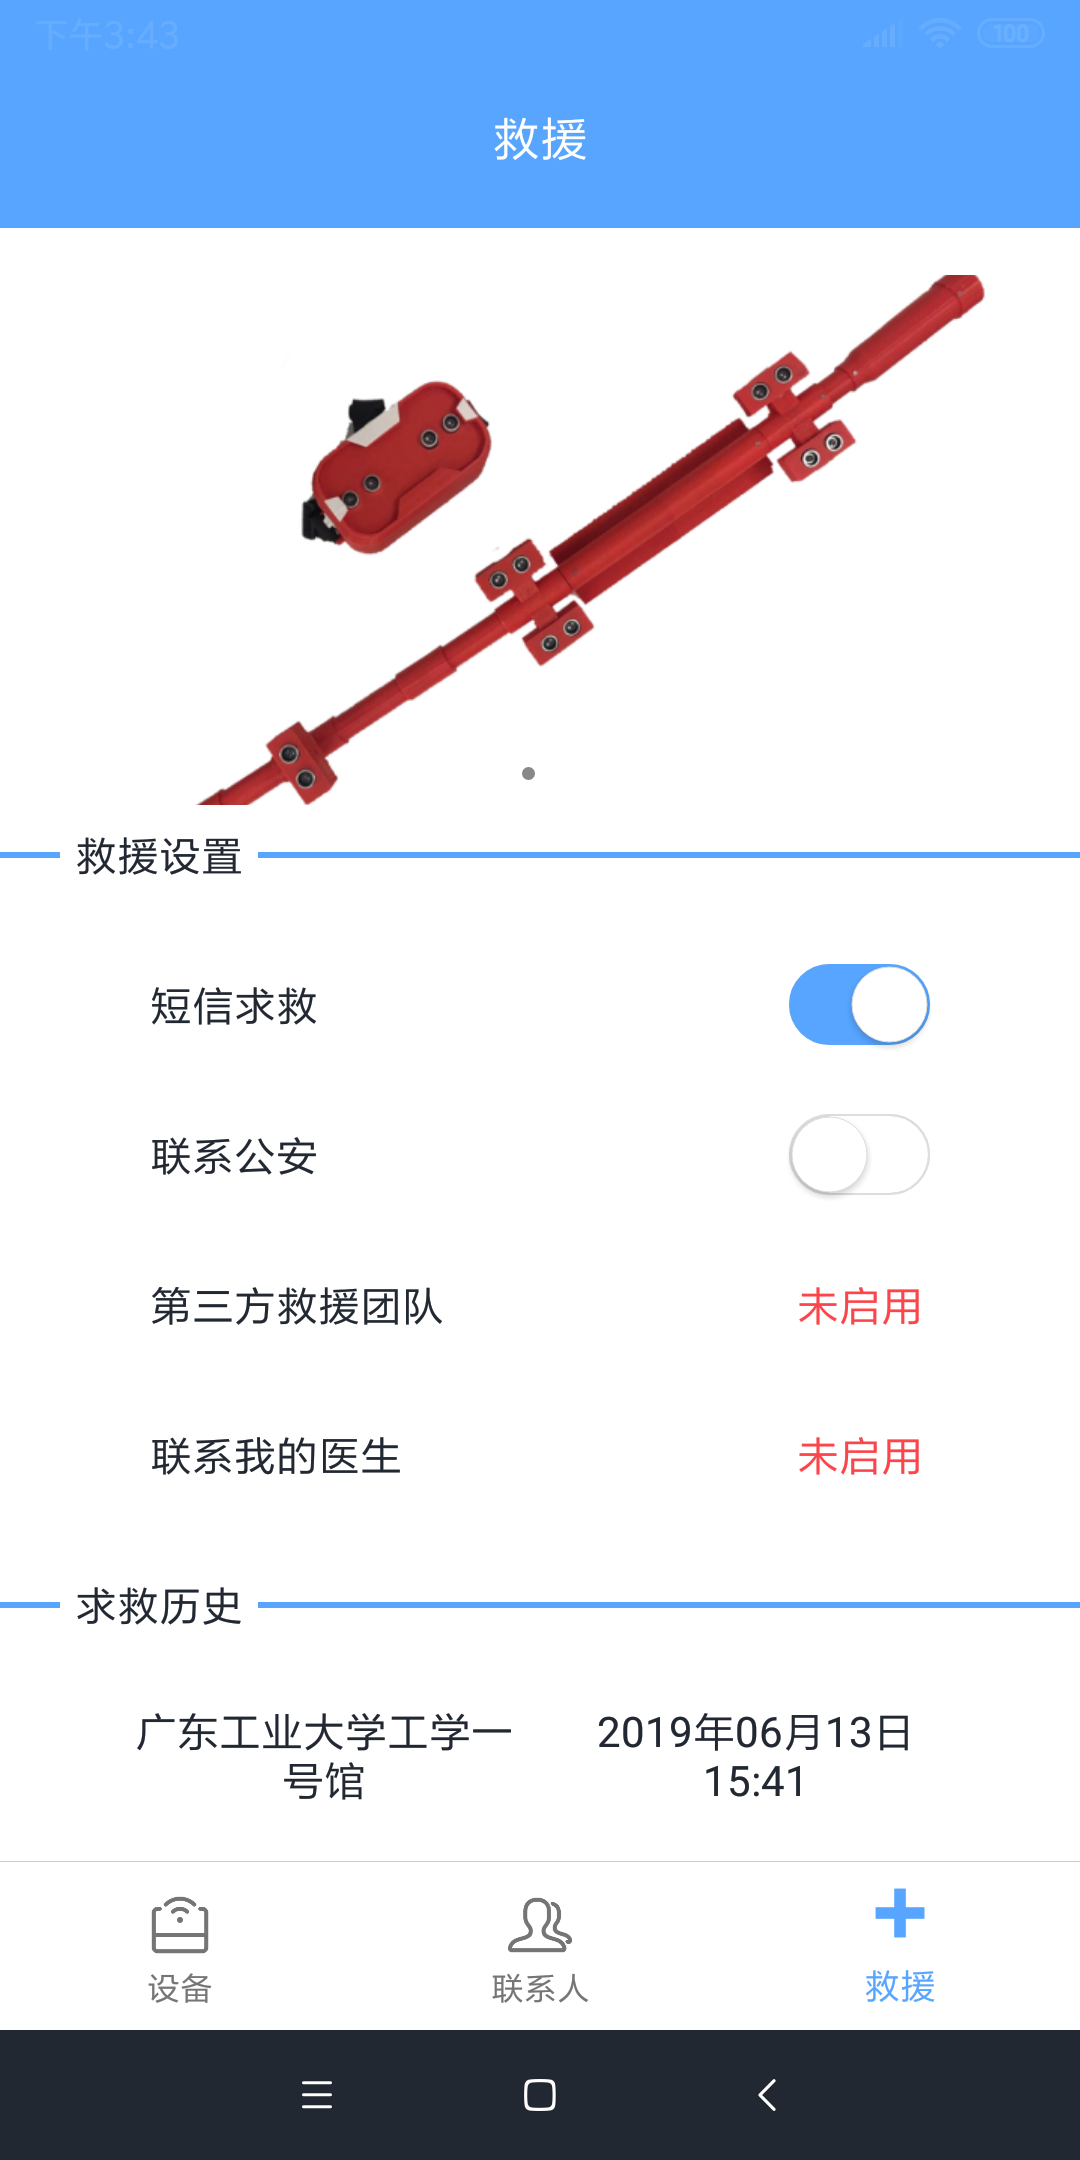 下午3:43
100
救援
救援设置
短信求救
联系公安
第三方救援团队
未启用
联系我的医生
未启用
求救历史
广东工业大学工学一
号馆
2019年06月13日
15:41
设备
联系人
救援